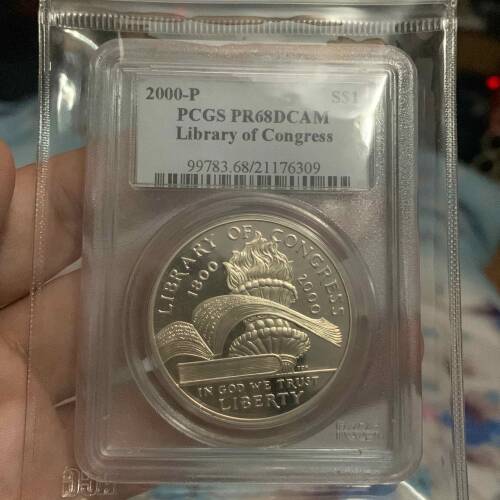 2000-P S$1
PCGS PR68DCAM
Library of Congress
99783.68/21176309
LIBRARY OF CONGRESS
1800 2000
IN GOD WE TRUST
LIBERTY